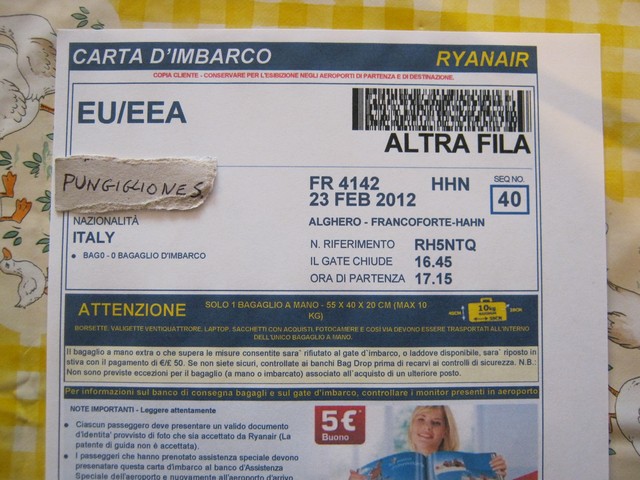 CARTA D'IMBARCO RYANAIR
COPIA CLIENTE - CONSERVARE PER L'ESIBIZIONE NEGLI AEROPORTI DI PARTENZA E DI DESTINAZIONE.
EU/EEA
ALTRA FILA
PUNGIGLIONES
FR 4142 HHN SEQ NO.
23 FEB 2012 40
NAZIONALITÀ ALGHERO - FRANCOFORTE-HAHN
ITALY N. RIFERIMENTO RH5NTQ
BAG0 - 0 BAGAGLIO D'IMBARCO IL GATE CHIUDE 16.45
ORA DI PARTENZA 17.15
ATTENZIONE SOLO 1 BAGAGLIO A MANO - 55 X 40 X 20 CM (MAX 10 KG)
10kg
BORSETTE, VALIGETTE VENTIQUATTRORE, LAPTOP, SACCHETTI CON ACQUISTI, FOTOCAMERE E COSÌ VIA DEVONO ESSERE TRASPORTATI ALL'INTERNO
DELL'UNICO BAGAGLIO A MANO.
Il bagaglio a mano extra o che supera le misure consentite sara` rifiutato al gate d`imbarco, o laddove disponibile, sara` riposto in
stiva con il pagamento di €/£ 50. Se non siete sicuri, controllate ai banchi Bag Drop prima di recarvi ai controlli di sicurezza. N.B.:
Non sono previste eccezioni per il bagaglio (a mano o imbarcato) associato all'acquisto di un ulteriore posto.
Per informazioni sul banco di consegna bagagli e sul gate d'imbarco, controllare i monitor presenti in aeroporto
NOTE IMPORTANTI - Leggere attentamente
Ciascun passeggero deve presentare un valido documento
d'identita' provvisto di foto che sia accettato da Ryanair (La
patente di guida non è accettata).
I passeggeri che hanno prenotato assistenza speciale devono
presenatare questa carta d'imbarco al banco d'Assistenza
Speciale dell'aeroporto e nuovamente all'aeroporto d'arrivo
5€
Buono